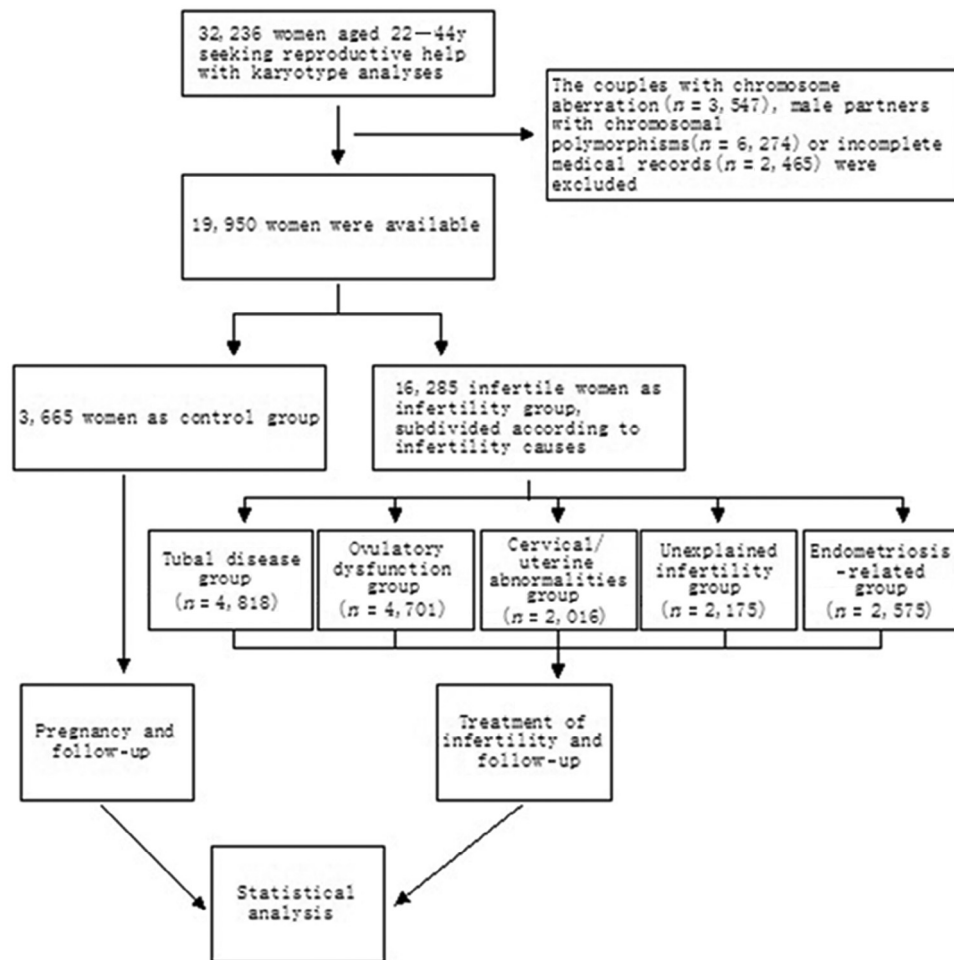 32,236 women aged 22—44y
seeking reproductive help
with karyotype analyses
The couples with chromosome
aberration(n = 3,547), male partners
with chromosomal
polymorphisms(n = 6,274) or incomplete
medical records(n = 2,465) were
excluded
19,950 women were available
3,665 women as control group
16,285 infertile women as
infertility group,
subdivided according to
infertility causes
Tubal disease
group
(n = 4,818)
Ovulatory
dysfunction
group
(n = 4,701)
Cervical/
uterine
abnormalities
group
(n = 2,016)
Unexplained
infertility
group
(n = 2,175)
Endometriosis
-related
group
(n = 2,575)
Pregnancy and
follow-up
Treatment of
infertility and
follow-up
Statistical
analysis